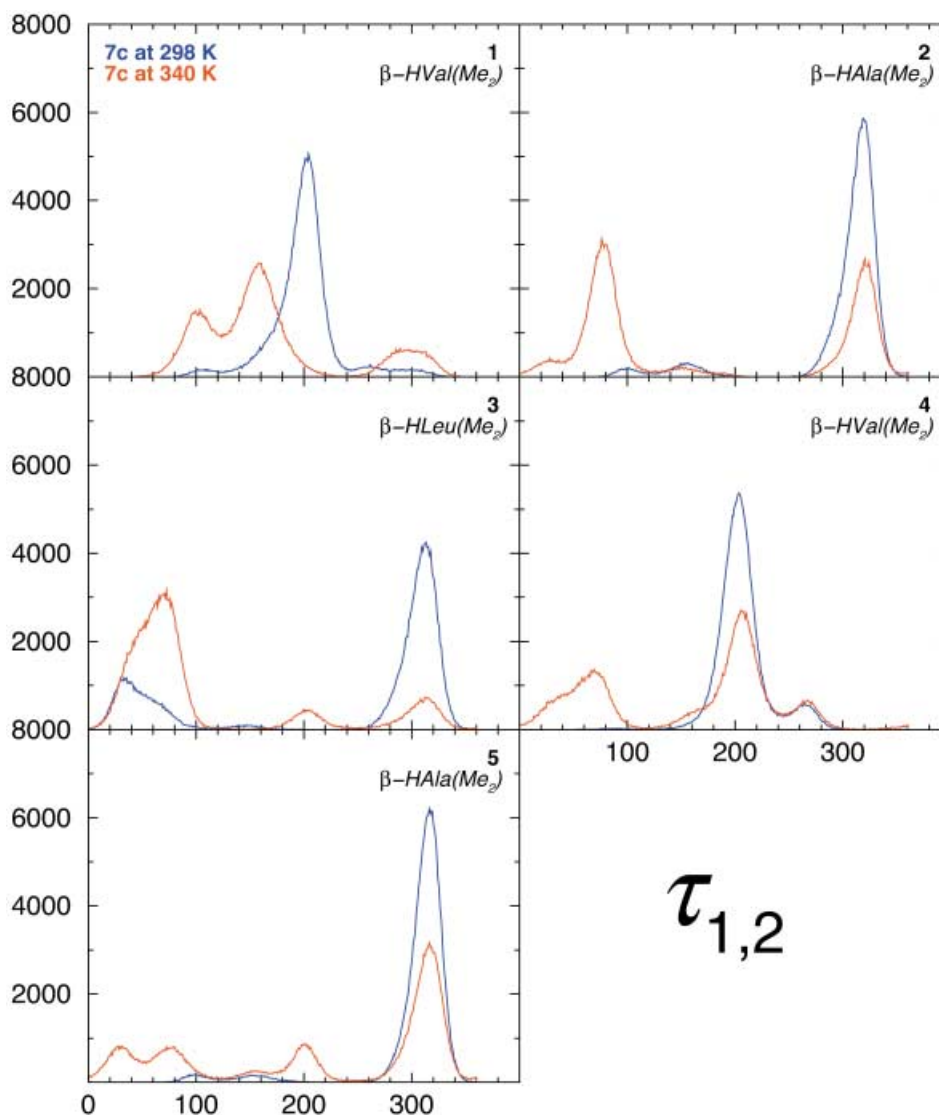 8000
7c at 298 K
7c at 340 K
1
β-HVal(Me₂)
2
β-HAla(Me₂)
6000
4000
2000
8000
3
β-HLeu(Me₂)
4
β-HVal(Me₂)
6000
4000
2000
8000
100 200 300
5
β-HAla(Me₂)
6000
4000
2000
τ₁,₂
0 100 200 300